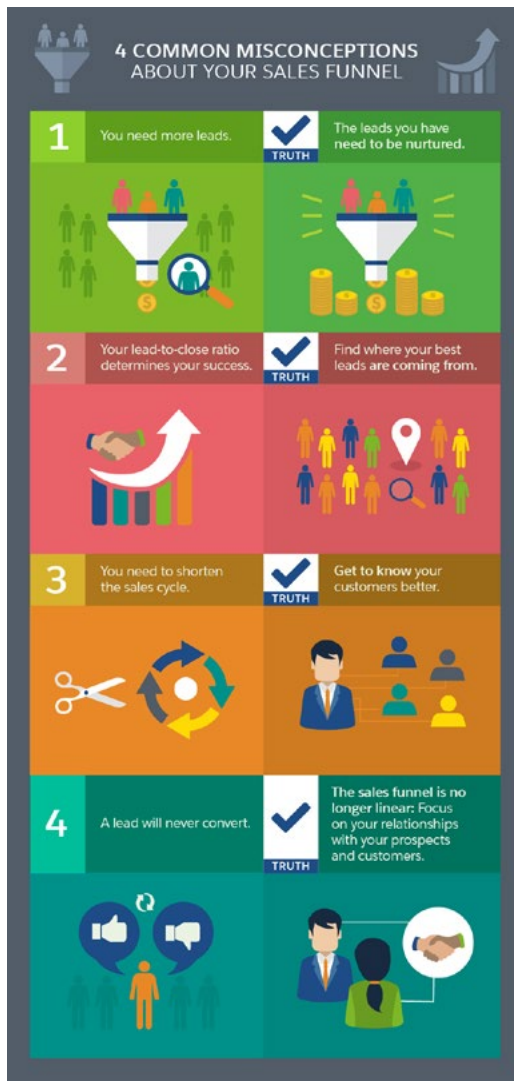 4 COMMON MISCONCEPTIONS
ABOUT YOUR SALES FUNNEL
1
You need more leads.
TRUTH
The leads you have
need to be nurtured.
$
$
2
Your lead-to-close ratio
determines your success.
TRUTH
Find where your best
leads are coming from.
3
You need to shorten
the sales cycle.
TRUTH
Get to know your
customers better.
4
A lead will never convert.
TRUTH
The sales funnel is no
longer linear: Focus
on your relationships
with your prospects
and customers.